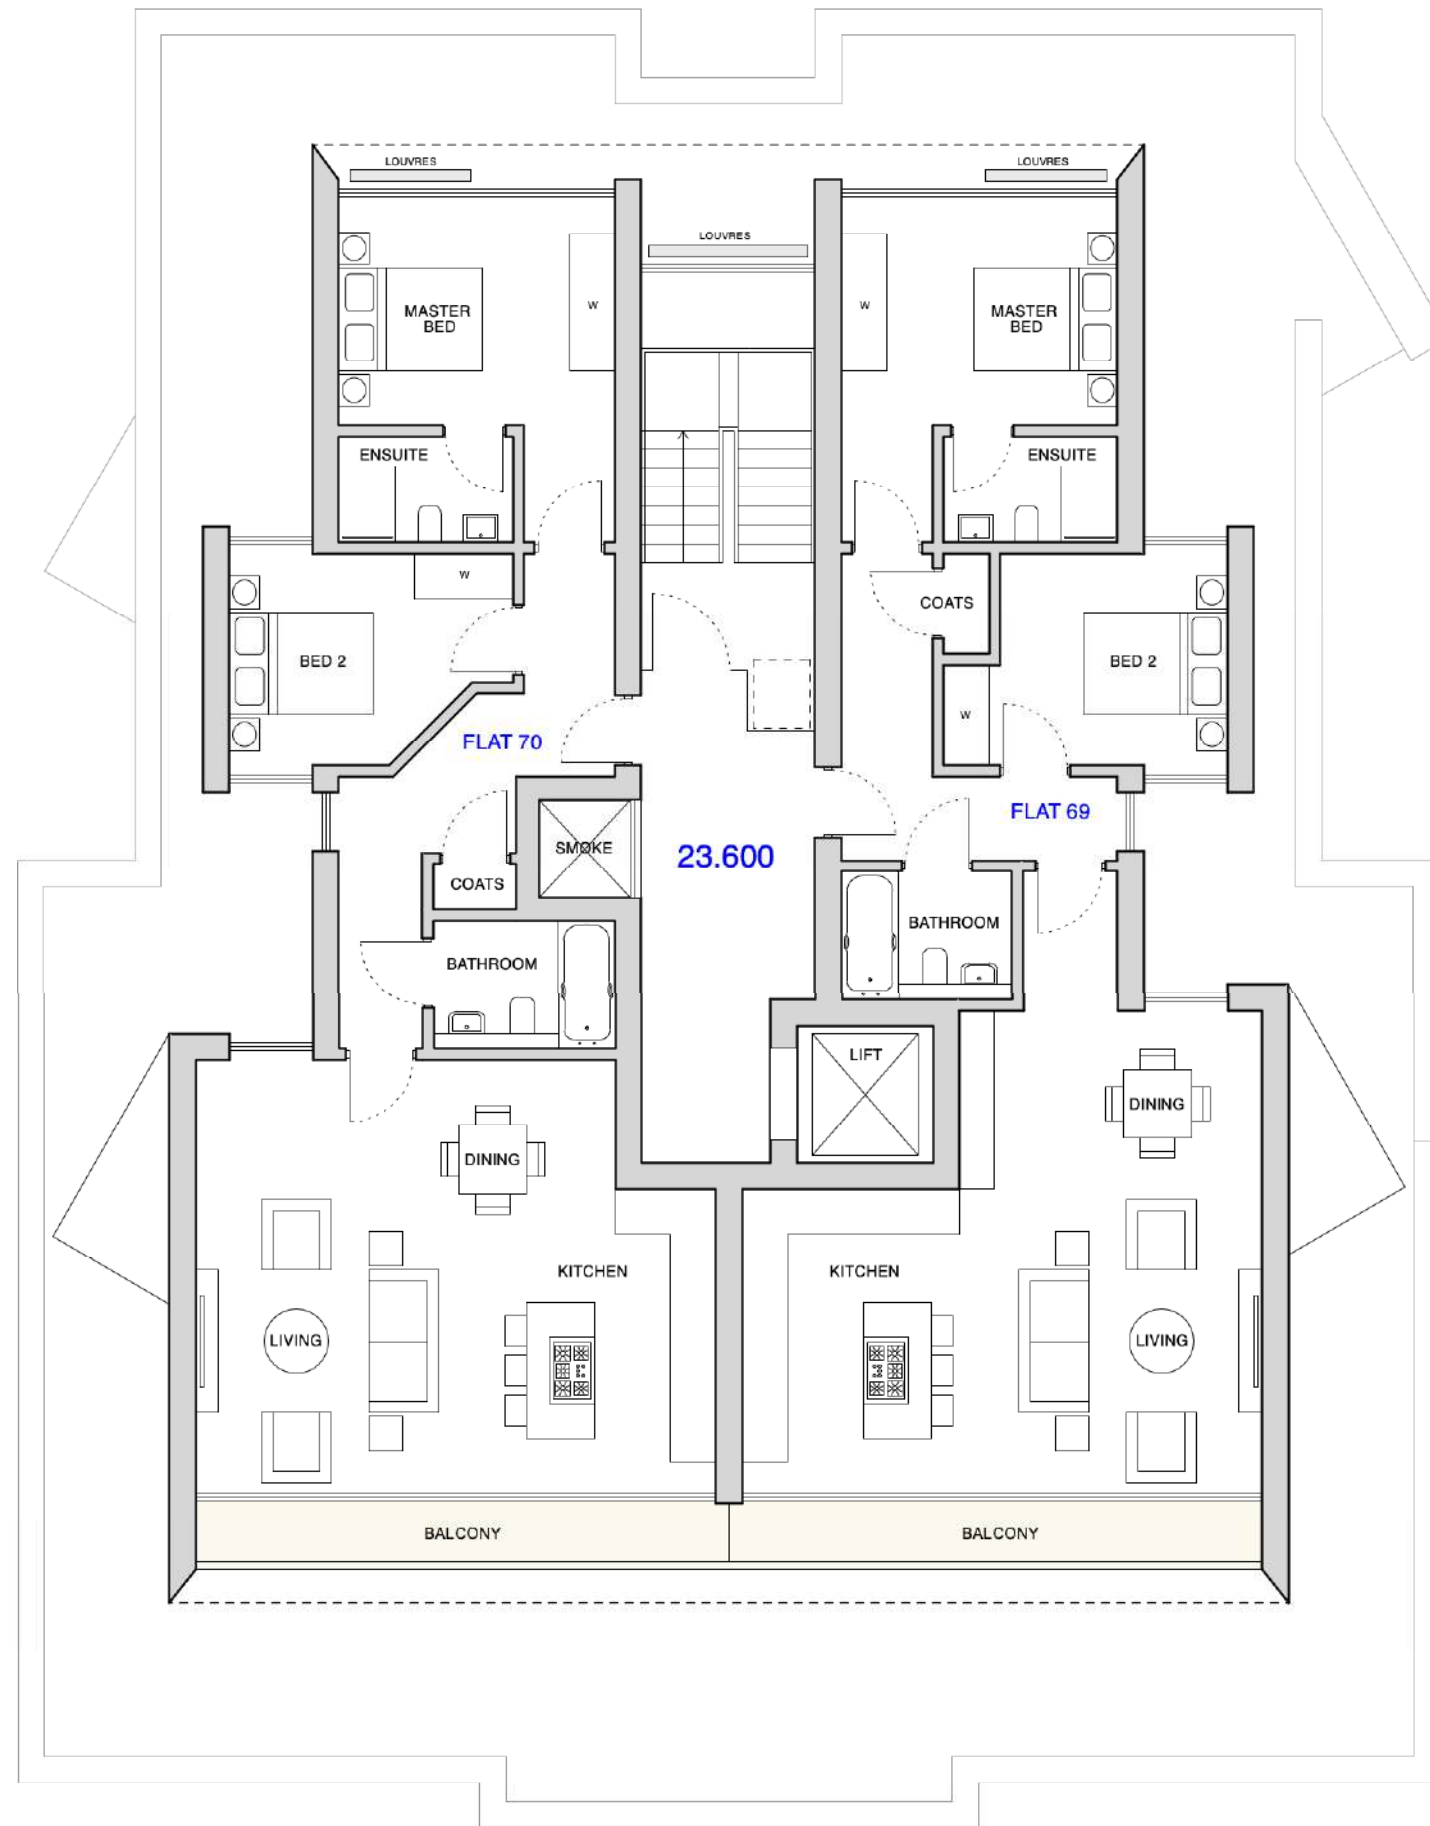 LOUVRES
LOUVRES
LOUVRES
MASTER
BED
W
W
MASTER
BED
ENSUITE
ENSUITE
W
COATS
BED 2
BED 2
W
FLAT 70
FLAT 69
SMOKE
23.600
COATS
BATHROOM
BATHROOM
LIFT
DINING
DINING
KITCHEN
KITCHEN
LIVING
LIVING
BALCONY
BALCONY